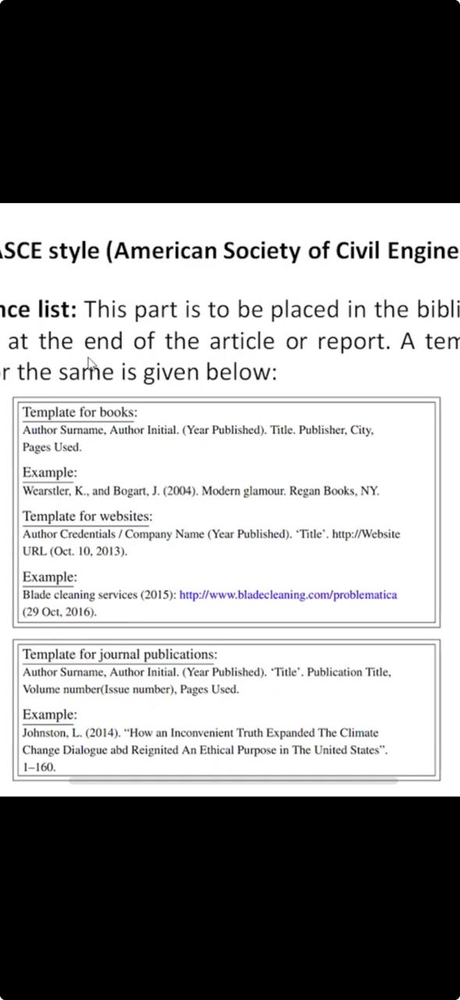 ASCE style (American Society of Civil Engine
nce list: This part is to be placed in the bibli
at the end of the article or report. A tem
r the same is given below:
Template for books:
Author Surname, Author Initial. (Year Published). Title. Publisher, City,
Pages Used.
Example:
Wearstler, K., and Bogart, J. (2004). Modern glamour. Regan Books, NY.
Template for websites:
Author Credentials / Company Name (Year Published). ‘Title’. http://Website
URL (Oct. 10, 2013).
Example:
Blade cleaning services (2015): http://www.bladecleaning.com/problematica
(29 Oct, 2016).
Template for journal publications:
Author Surname, Author Initial. (Year Published). ‘Title’. Publication Title,
Volume number(Issue number), Pages Used.
Example:
Johnston, L. (2014). “How an Inconvenient Truth Expanded The Climate
Change Dialogue abd Reignited An Ethical Purpose in The United States”.
1–160.